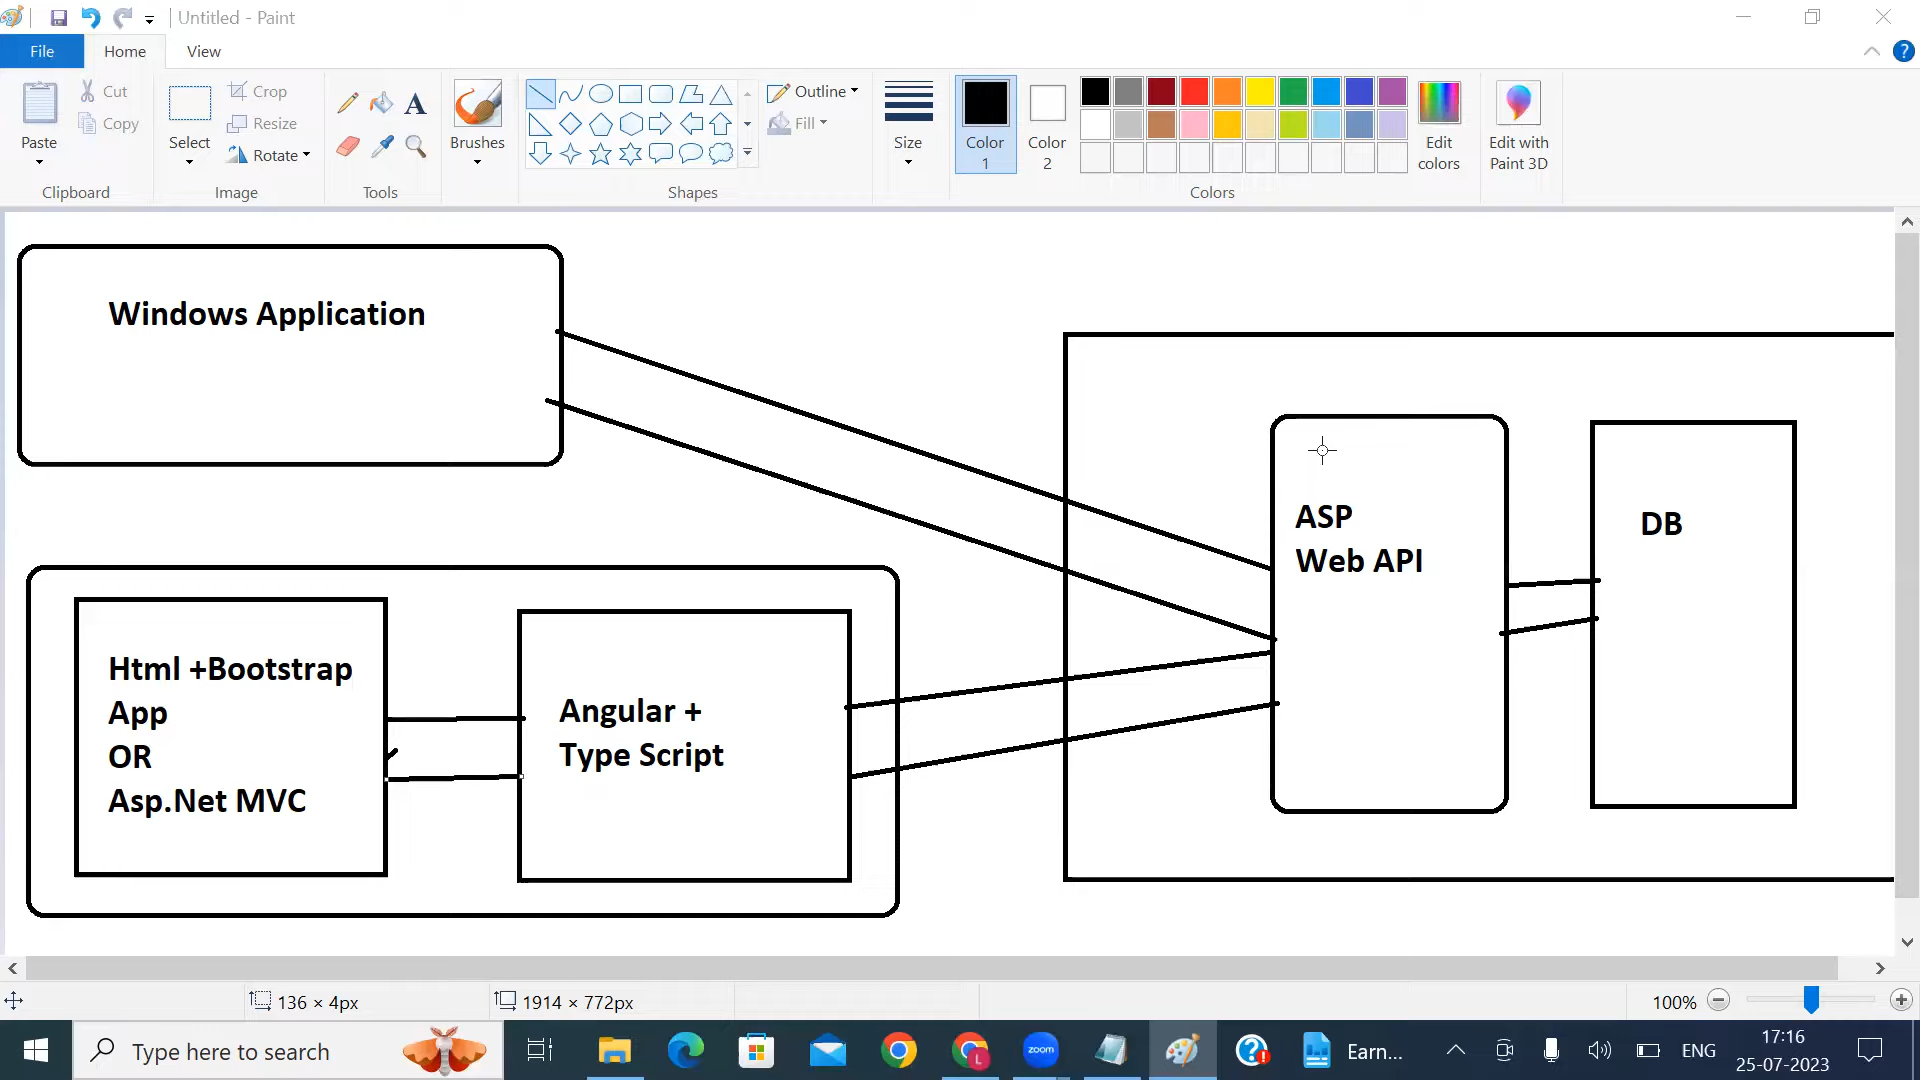 Untitled - Paint
File
Home
View
Paste
Cut
Copy
Clipboard
Select
Crop
Resize
Rotate
Image
A
Tools
Brushes
Outline
Fill
Shapes
Size
Color
1
Color
2
Colors
Edit
colors
Edit with
Paint 3D
?
Windows Application
Html +Bootstrap
App
OR
Asp.Net MVC
Angular +
Type Script
ASP
Web API
DB
136 × 4px
1914 × 772px
100%
Type here to search
L
zoom
?
!
Earn...
ENG
17:16
25-07-2023